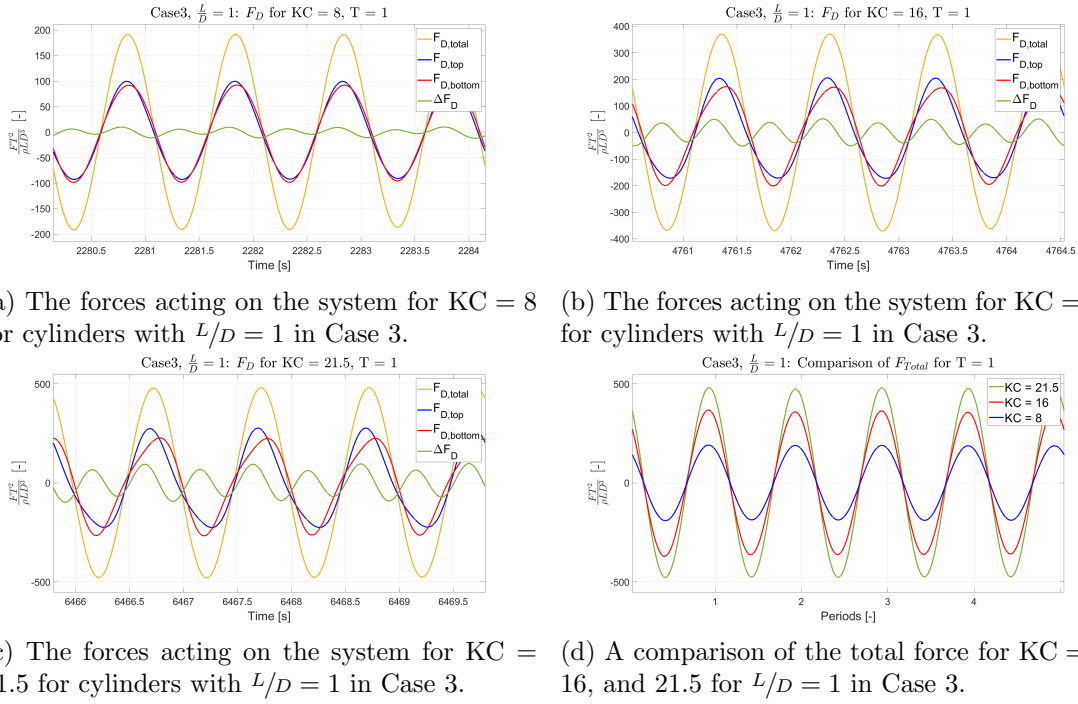 Case3, L/D = 1: F_D for KC = 8, T = 1
200
150
100
50
0
-50
-100
-150
-200
FT²/ρLD³ [-]
2280.5 2281 2281.5 2282 2282.5 2283 2283.5 2284
Time [s]
F_D,total
F_D,top
F_D,bottom
ΔF_D
a) The forces acting on the system for KC = 8
or cylinders with L/D = 1 in Case 3.
Case3, L/D = 1: F_D for KC = 16, T = 1
400
300
200
100
0
-100
-200
-300
-400
FT²/ρLD³ [-]
4761 4761.5 4762 4762.5 4763 4763.5 4764 4764.5
Time [s]
F_D,total
F_D,top
F_D,bottom
ΔF_D
(b) The forces acting on the system for KC =
for cylinders with L/D = 1 in Case 3.
Case3, L/D = 1: F_D for KC = 21.5, T = 1
500
0
-500
FT²/ρLD³ [-]
6466 6466.5 6467 6467.5 6468 6468.5 6469 6469.5
Time [s]
F_D,total
F_D,top
F_D,bottom
ΔF_D
c) The forces acting on the system for KC =
1.5 for cylinders with L/D = 1 in Case 3.
Case3, L/D = 1: Comparison of F_Total for T = 1
500
0
-500
FT²/ρLD³ [-]
1 2 3 4
Periods [-]
KC = 21.5
KC = 16
KC = 8
(d) A comparison of the total force for KC =
16, and 21.5 for L/D = 1 in Case 3.